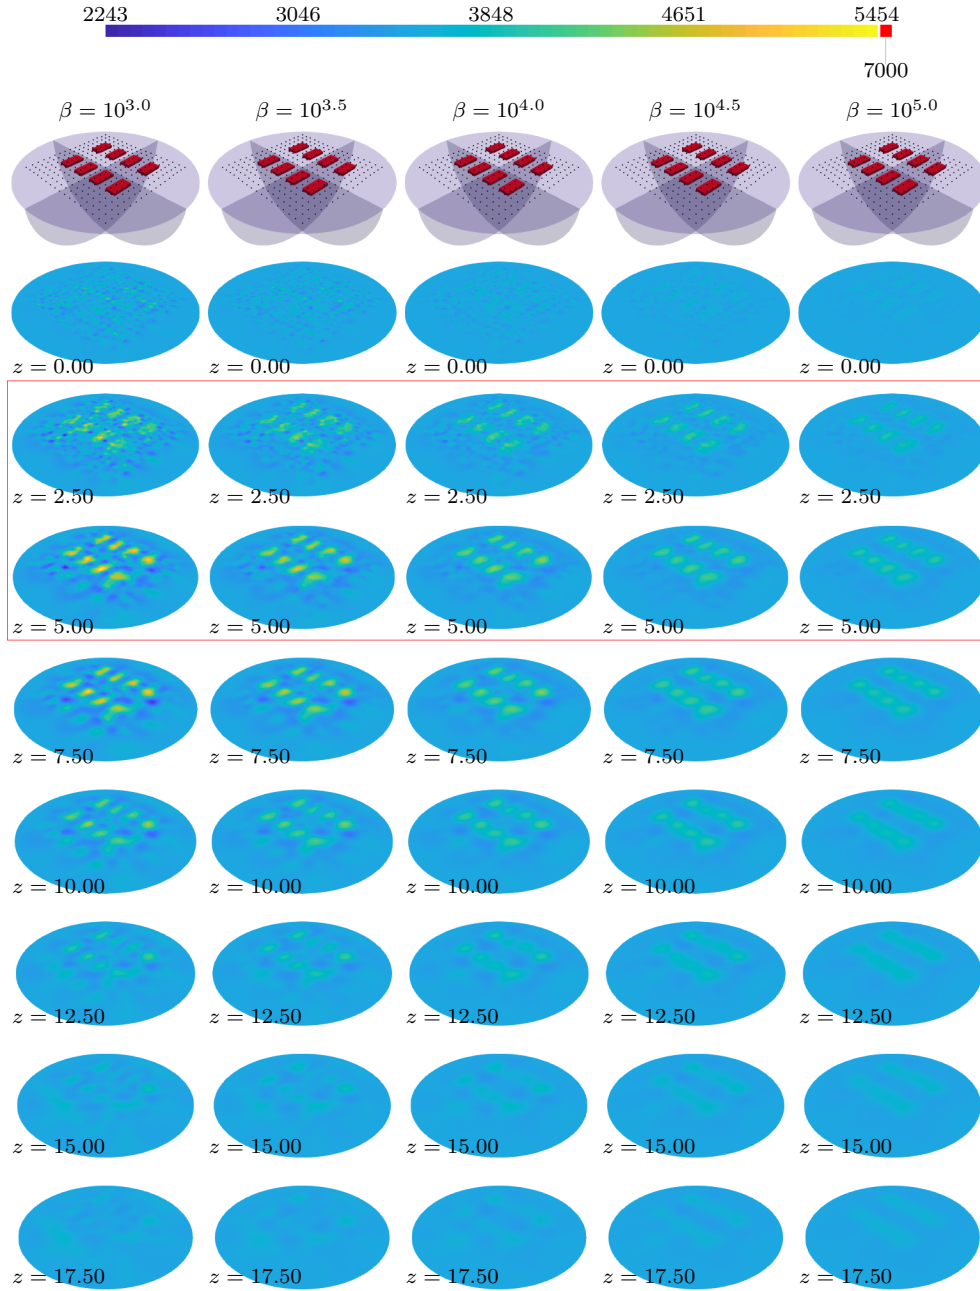 2243 3046 3848 4651 5454
7000
β = 10^3.0 β = 10^3.5 β = 10^4.0 β = 10^4.5 β = 10^5.0
z = 0.00 z = 0.00 z = 0.00 z = 0.00 z = 0.00
z = 2.50 z = 2.50 z = 2.50 z = 2.50 z = 2.50
z = 5.00 z = 5.00 z = 5.00 z = 5.00 z = 5.00
z = 7.50 z = 7.50 z = 7.50 z = 7.50 z = 7.50
z = 10.00 z = 10.00 z = 10.00 z = 10.00 z = 10.00
z = 12.50 z = 12.50 z = 12.50 z = 12.50 z = 12.50
z = 15.00 z = 15.00 z = 15.00 z = 15.00 z = 15.00
z = 17.50 z = 17.50 z = 17.50 z = 17.50 z = 17.50